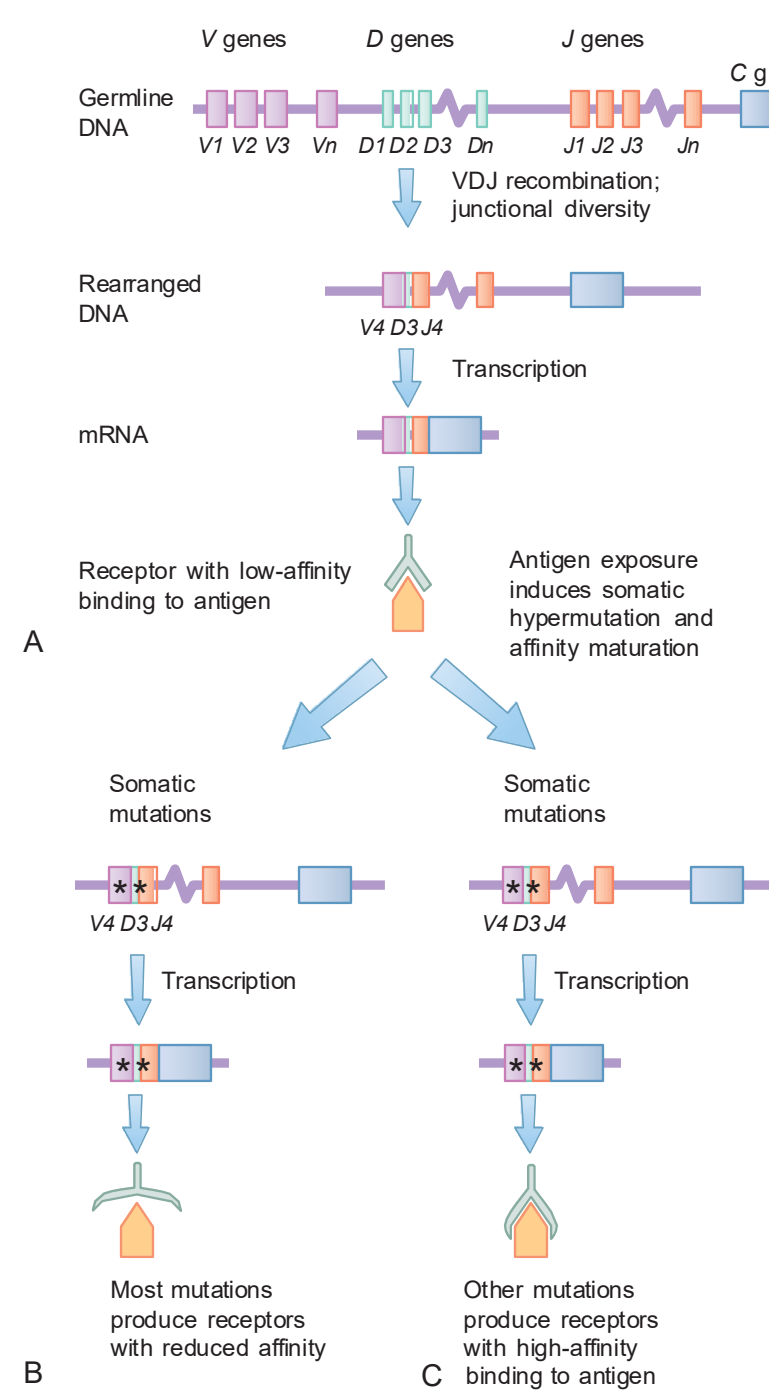 V genes
D genes
J genes
C g
Germline
DNA
V1 V2 V3 Vn D1 D2 D3 Dn J1 J2 J3 Jn
VDJ recombination;
junctional diversity
Rearranged
DNA
V4 D3 J4
Transcription
mRNA
Receptor with low-affinity
binding to antigen
Antigen exposure
induces somatic
hypermutation and
affinity maturation
A
Somatic
mutations
* *
V4 D3 J4
Transcription
* *
Most mutations
produce receptors
with reduced affinity
B
Somatic
mutations
* *
V4 D3 J4
Transcription
* *
Other mutations
produce receptors
with high-affinity
binding to antigen
C